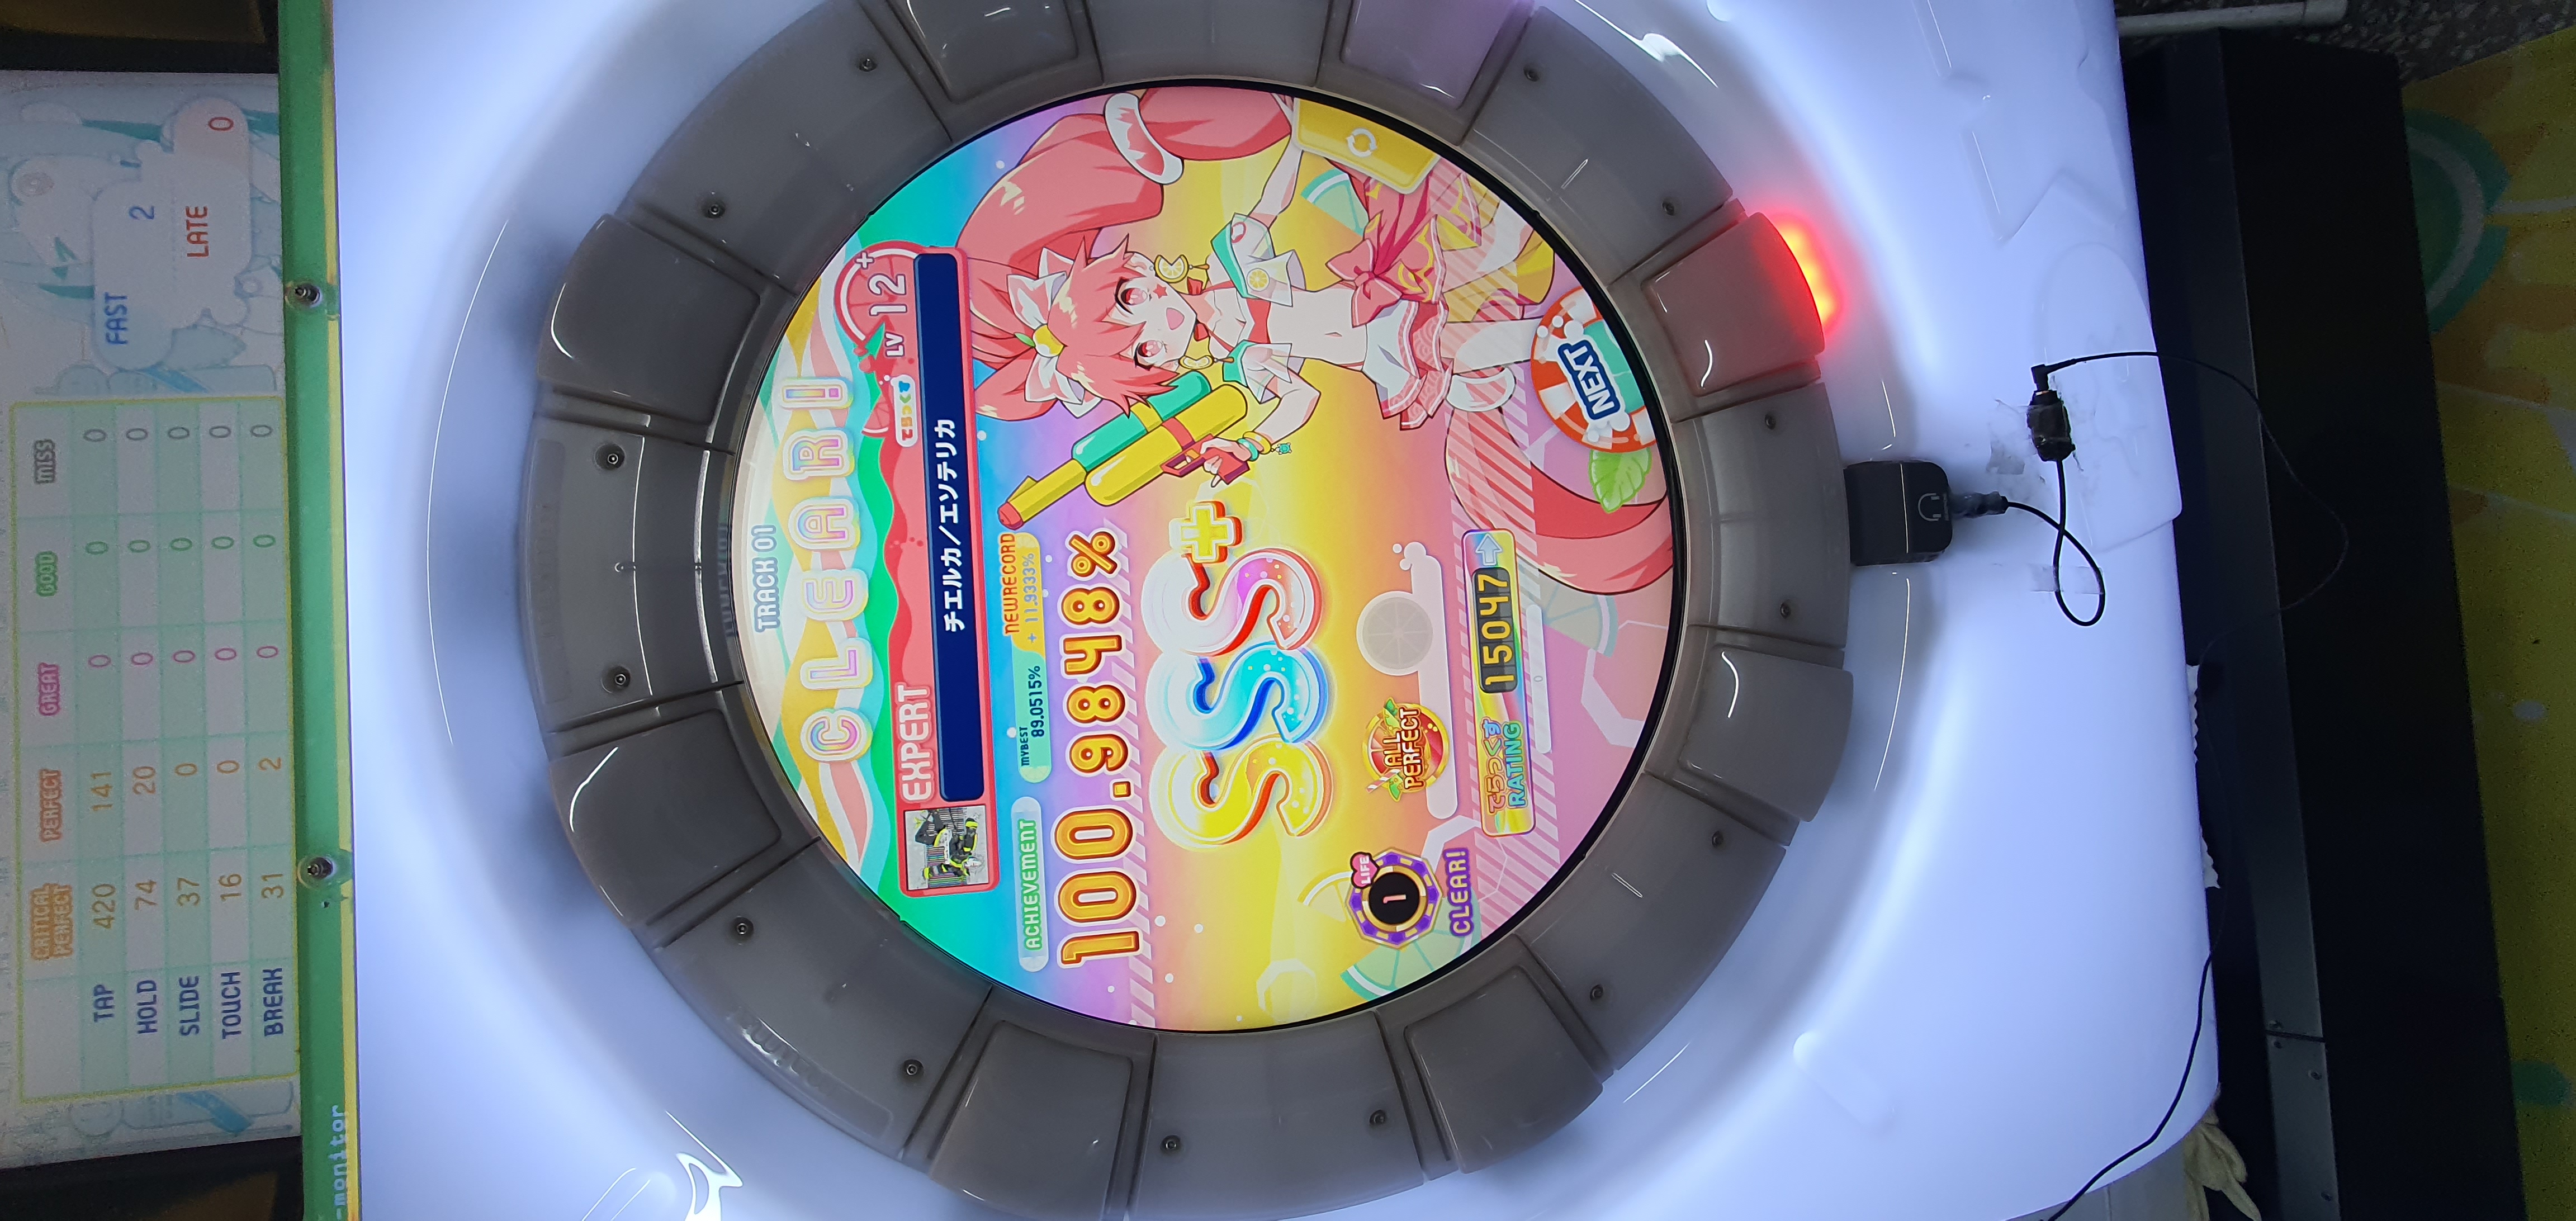 CRITICAL PERFECT PERFECT GREAT GOOD MISS
TAP 420 141 0 0 0
HOLD 74 20 0 0 0
SLIDE 37 0 0 0 0
TOUCH 16 0 0 0 0
BREAK 31 2 0 0 0
FAST
2
LATE
0
-monitor
TRACK 01
CLEAR!
EXPERT でらっくす LV 12+
チエルカ／エソテリカ
ACHIEVEMENT MYBEST 89.0515% NEWRECORD + 11.9333%
100.9848%
SSS+
LIFE
1
CLEAR!
ALL PERFECT
でらっくす RATING 15047
0
NEXT